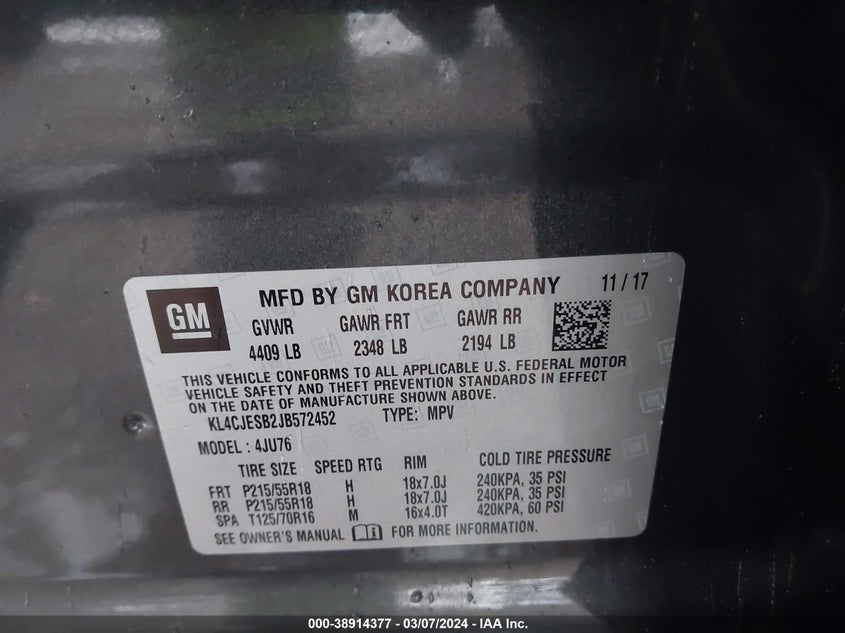 GM
MFD BY GM KOREA COMPANY 11/17
GVWR GAWR FRT GAWR RR
4409 LB 2348 LB 2194 LB
THIS VEHICLE CONFORMS TO ALL APPLICABLE U.S. FEDERAL MOTOR
VEHICLE SAFETY AND THEFT PREVENTION STANDARDS IN EFFECT
ON THE DATE OF MANUFACTURE SHOWN ABOVE.
KL4CJESB2JB572452 TYPE: MPV
MODEL: 4JU76
TIRE SIZE SPEED RTG RIM COLD TIRE PRESSURE
FRT P215/55R18 H 18x7.0J 240KPA, 35 PSI
RR P215/55R18 H 18x7.0J 240KPA, 35 PSI
SPA T125/70R16 M 16x4.0T 420KPA, 60 PSI
SEE OWNER'S MANUAL FOR MORE INFORMATION.
000-38914377 - 03/07/2024 - IAA Inc.